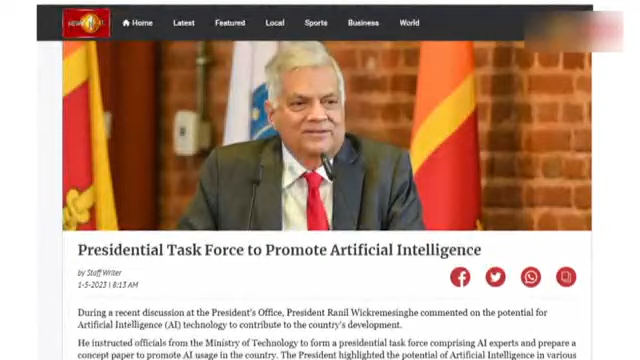 Home Latest Featured Local Sports Business World
Presidential Task Force to Promote Artificial Intelligence
by Staff Writer
1-5-2023 | 8:13 AM
During a recent discussion at the President's Office, President Ranil Wickremesinghe commented on the potential for
Artificial Intelligence (AI) technology to contribute to the country's development.
He instructed officials from the Ministry of Technology to form a presidential task force comprising AI experts and prepare a
concept paper to promote AI usage in the country. The President highlighted the potential of Artificial Intelligence in various